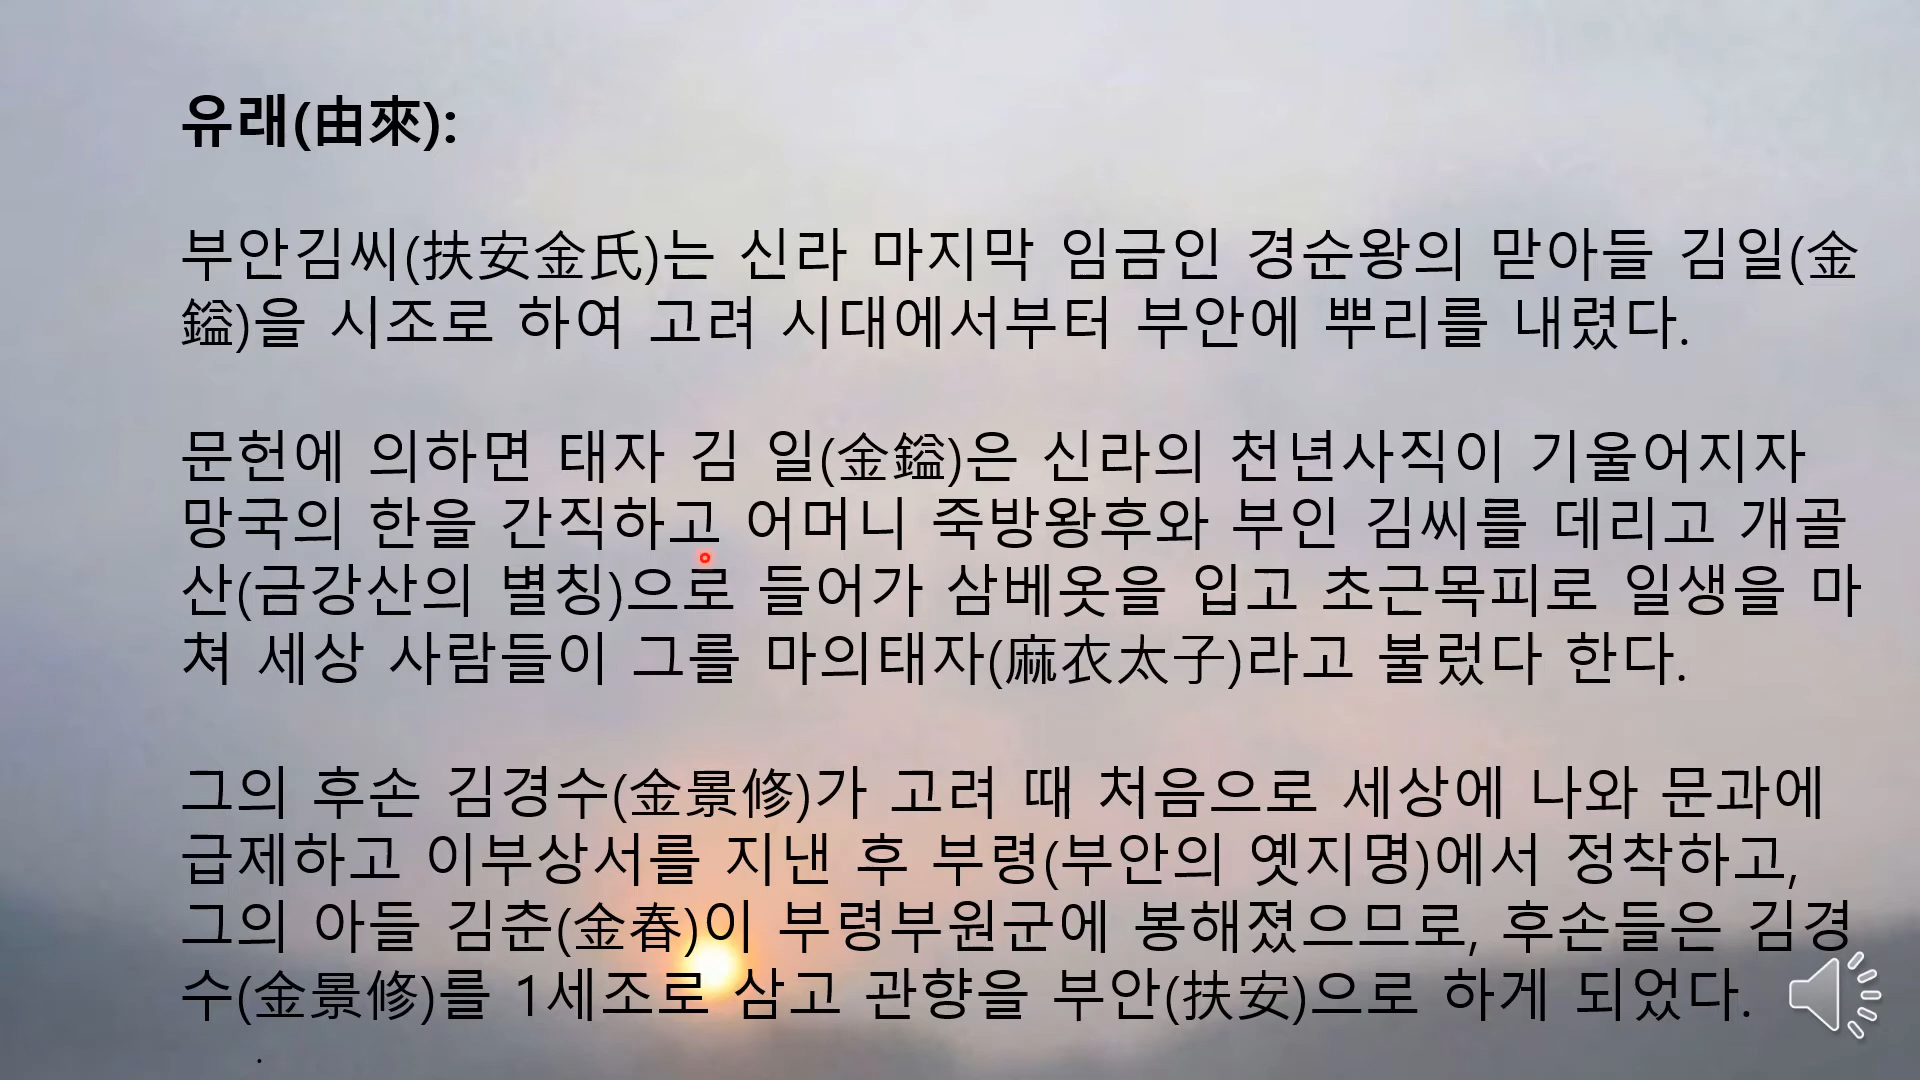 유래(由來):
부안김씨(扶安金氏)는 신라 마지막 임금인 경순왕의 맏아들 김일(金
鎰)을 시조로 하여 고려 시대에서부터 부안에 뿌리를 내렸다.
문헌에 의하면 태자 김 일(金鎰)은 신라의 천년사직이 기울어지자
망국의 한을 간직하고 어머니 죽방왕후와 부인 김씨를 데리고 개골
산(금강산의 별칭)으로 들어가 삼베옷을 입고 초근목피로 일생을 마
쳐 세상 사람들이 그를 마의태자(麻衣太子)라고 불렀다 한다.
그의 후손 김경수(金景修)가 고려 때 처음으로 세상에 나와 문과에
급제하고 이부상서를 지낸 후 부령(부안의 옛지명)에서 정착하고,
그의 아들 김춘(金春)이 부령부원군에 봉해졌으므로, 후손들은 김경
수(金景修)를 1세조로 삼고 관향을 부안(扶安)으로 하게 되었다.
.